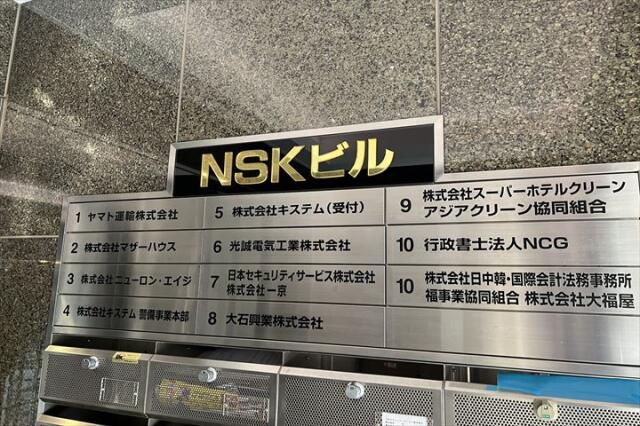 NSKビル
1 ヤマト運輸株式会社
2 株式会社マザーハウス
3 株式会社ニューロン・エイジ
4 株式会社キステム 警備事業本部
5 株式会社キステム(受付)
6 光誠電気工業株式会社
7 日本セキュリティサービス株式会社
株式会社一京
8 大石興業株式会社
9 株式会社スーパーホテルクリーン
アジアクリーン協同組合
10 行政書士法人NCG
10 株式会社日中韓・国際会計法務事務所
福事業協同組合 株式会社大福屋